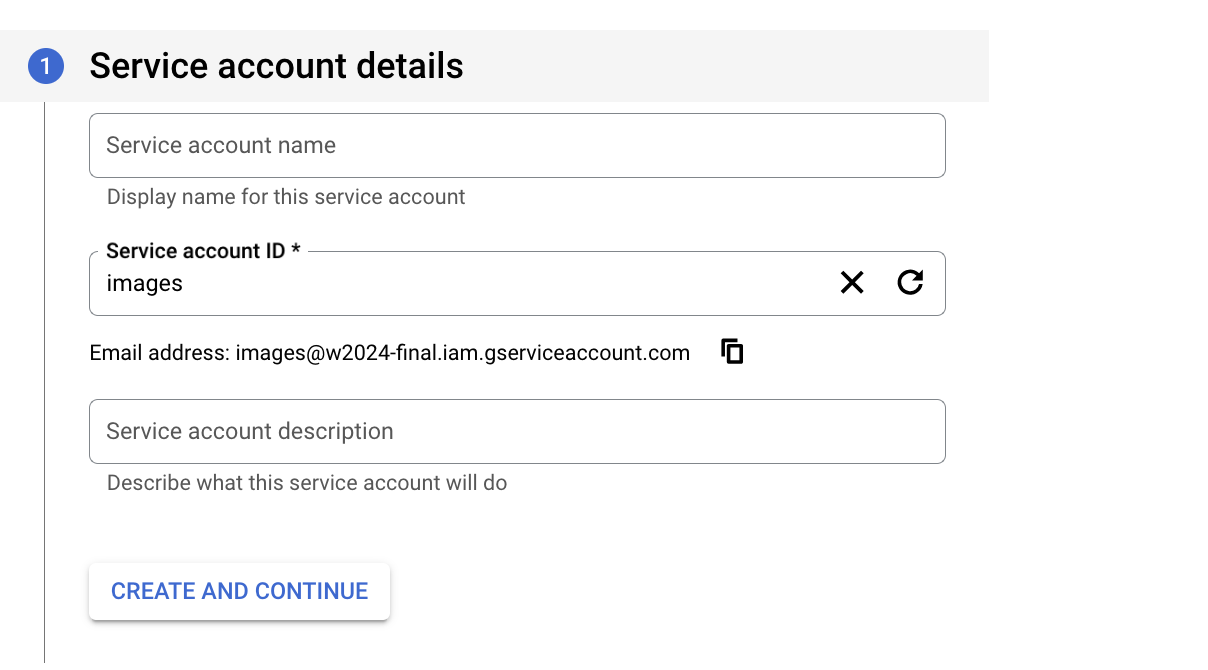 1 Service account details
Service account name
Display name for this service account
Service account ID *
images
Email address: images@w2024-final.iam.gserviceaccount.com
Service account description
Describe what this service account will do
CREATE AND CONTINUE